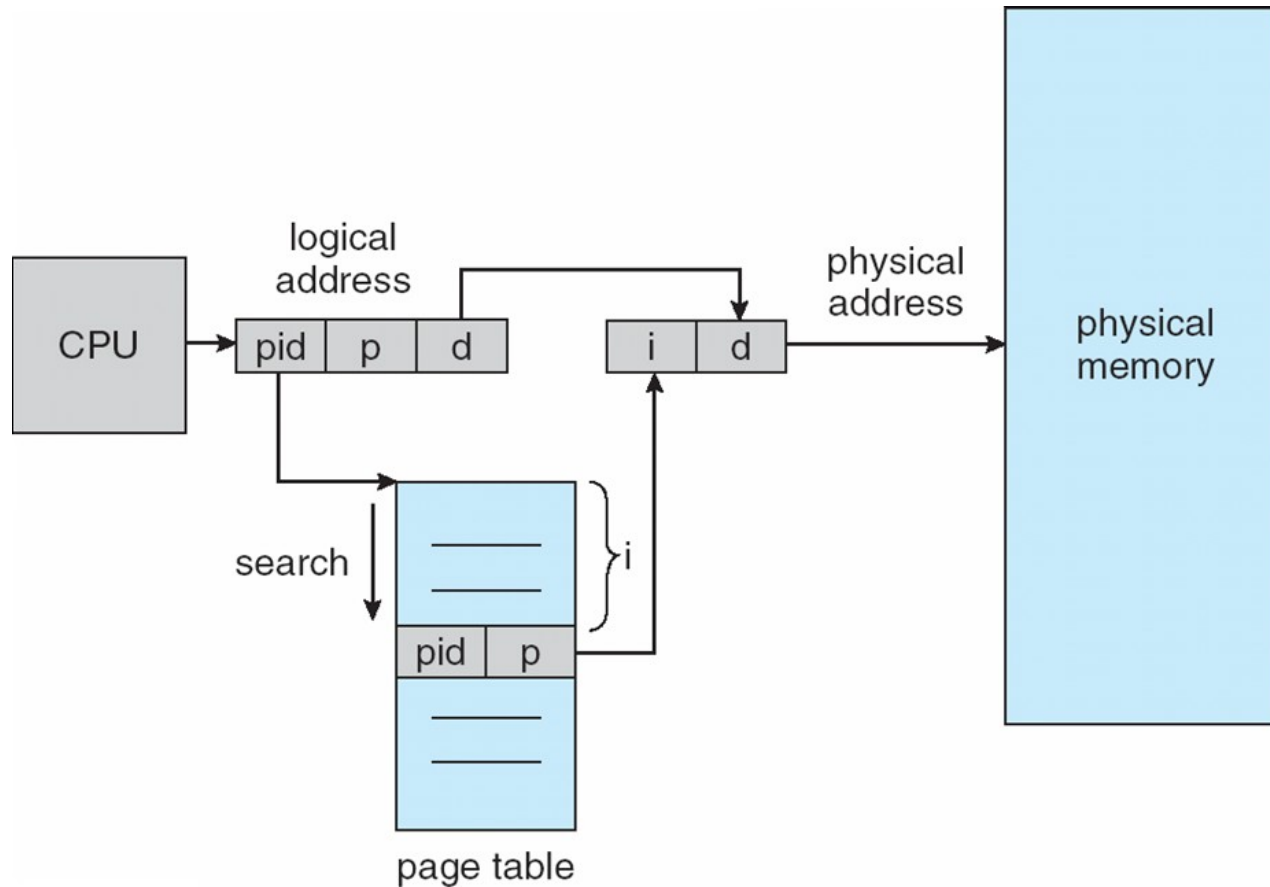 logical
address
physical
address
CPU
pid p d
i d
physical
memory
search
i
pid p
page table